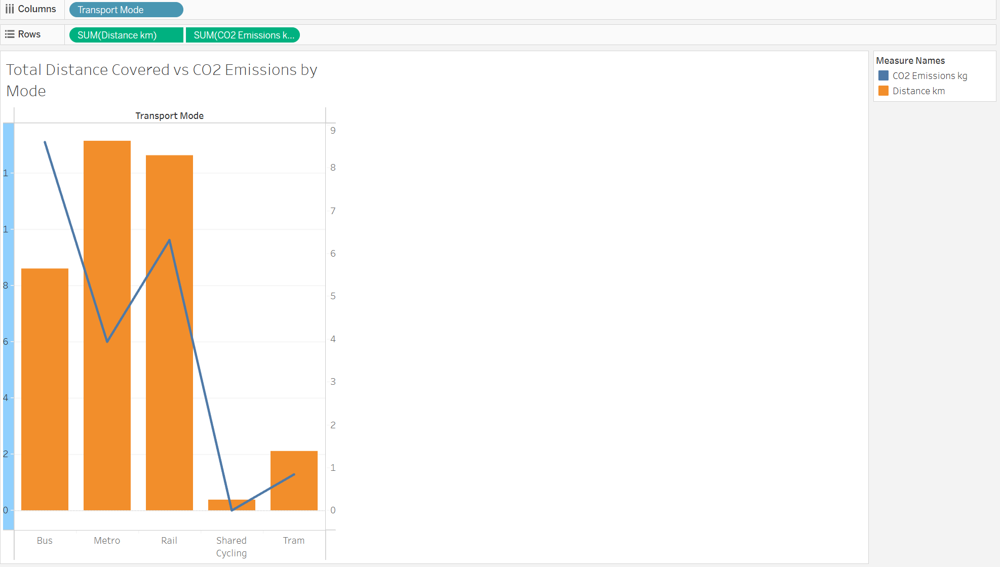 Columns
Transport Mode
Rows
SUM(Distance km)
SUM(CO2 Emissions k...
Total Distance Covered vs CO2 Emissions by
Mode
Transport Mode
1
1
8
6
4
2
0
9
8
7
6
5
4
3
2
1
0
Bus
Metro
Rail
Shared
Cycling
Tram
Measure Names
CO2 Emissions kg
Distance km